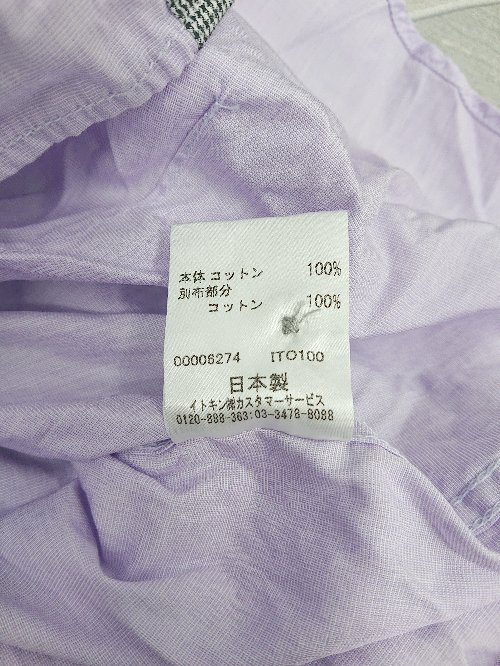 本体 コットン 100%
別布部分
コットン 100%
00006274 ITO100
日本製
イトキン㈱カスタマーサービス
0120-888-363:03-3478-8088